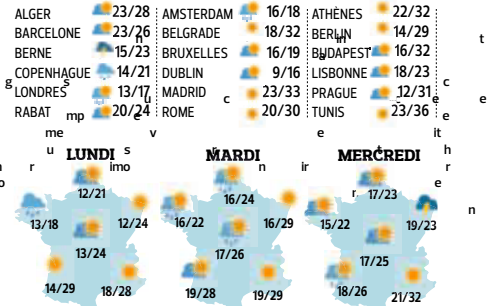 ALGER 23/28 AMSTERDAM 16/18 ATHÈNES 22/32
BARCELONE 23/26 BELGRADE 18/32 BERLIN 14/29
BERNE 15/23 BRUXELLES 16/19 BUDAPEST 16/32
COPENHAGUE 14/21 DUBLIN 9/16 LISBONNE 18/23
LONDRES 13/17 MADRID 23/33 PRAGUE 12/31
RABAT 20/24 ROME 20/30 TUNIS 23/36
LUNDI MARDI MERCREDI
12/21 16/24 17/23
13/18 12/24 16/22 16/29 15/22 19/23
13/24 17/26 17/25
14/29 18/28 19/28 19/29 18/26 21/32